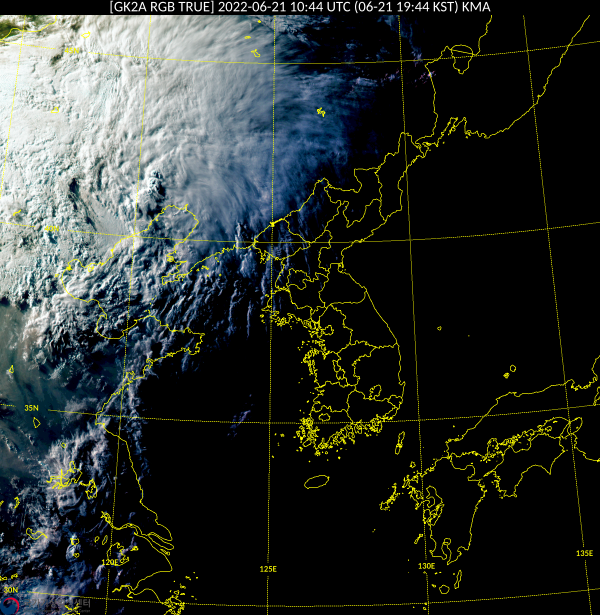 [GK2A RGB TRUE] 2022-06-21 10:44 UTC (06-21 19:44 KST) KMA
35N
135E
120E
125E
130E
30N